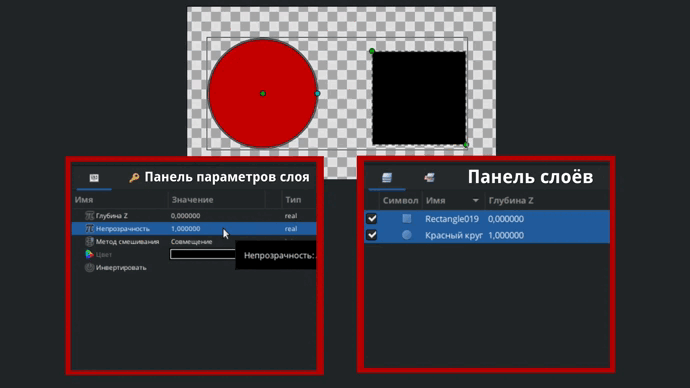 Панель параметров слоя
Имя Значение Тип
Глубина Z 0,000000 real
Непрозрачность 1,000000 real
Метод смешивания Совмещение
Цвет
Непрозрачность:
Инвертировать
Панель слоёв
Символ Имя Глубина Z
Rectangle019 0,000000
Красный круг 1,000000